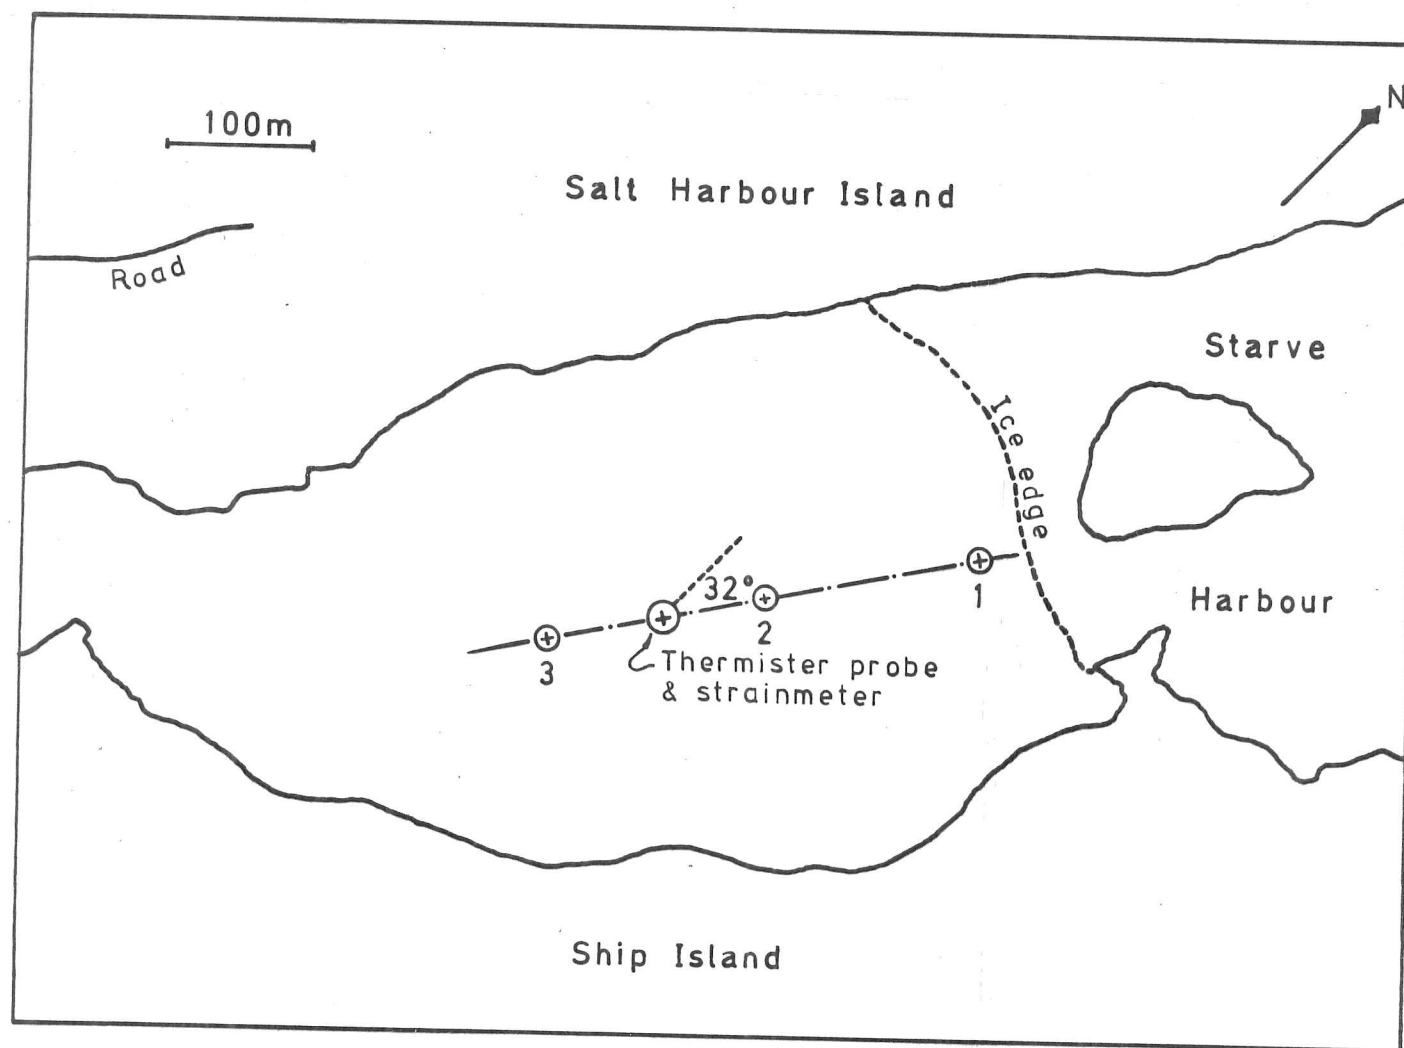 100m
N
Salt Harbour Island
Road
Starve
Ice edge
32°
1
2
Harbour
3
Thermister probe
& strainmeter
Ship Island